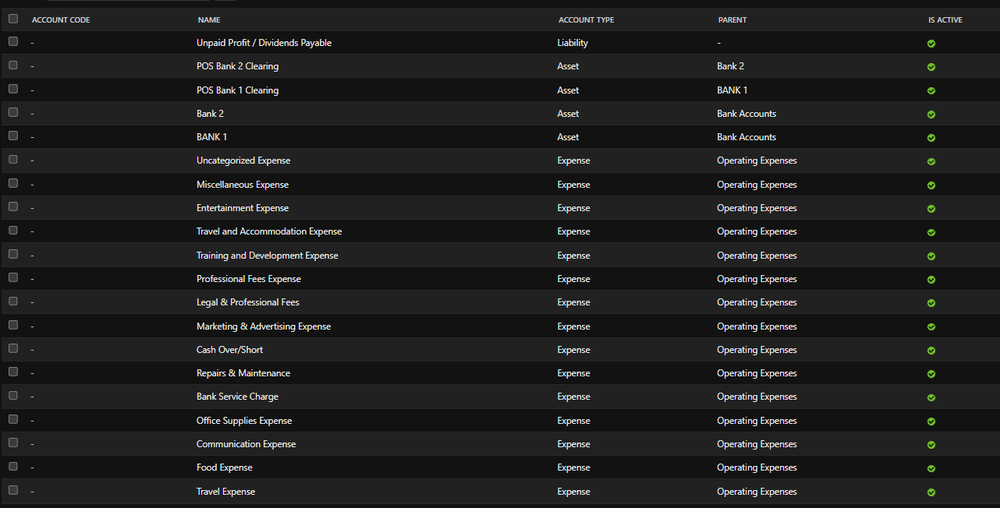 ACCOUNT CODE NAME ACCOUNT TYPE PARENT IS ACTIVE
- Unpaid Profit / Dividends Payable Liability -
- POS Bank 2 Clearing Asset Bank 2
- POS Bank 1 Clearing Asset BANK 1
- Bank 2 Asset Bank Accounts
- BANK 1 Asset Bank Accounts
- Uncategorized Expense Expense Operating Expenses
- Miscellaneous Expense Expense Operating Expenses
- Entertainment Expense Expense Operating Expenses
- Travel and Accommodation Expense Expense Operating Expenses
- Training and Development Expense Expense Operating Expenses
- Professional Fees Expense Expense Operating Expenses
- Legal & Professional Fees Expense Operating Expenses
- Marketing & Advertising Expense Expense Operating Expenses
- Cash Over/Short Expense Operating Expenses
- Repairs & Maintenance Expense Operating Expenses
- Bank Service Charge Expense Operating Expenses
- Office Supplies Expense Expense Operating Expenses
- Communication Expense Expense Operating Expenses
- Food Expense Expense Operating Expenses
- Travel Expense Expense Operating Expenses